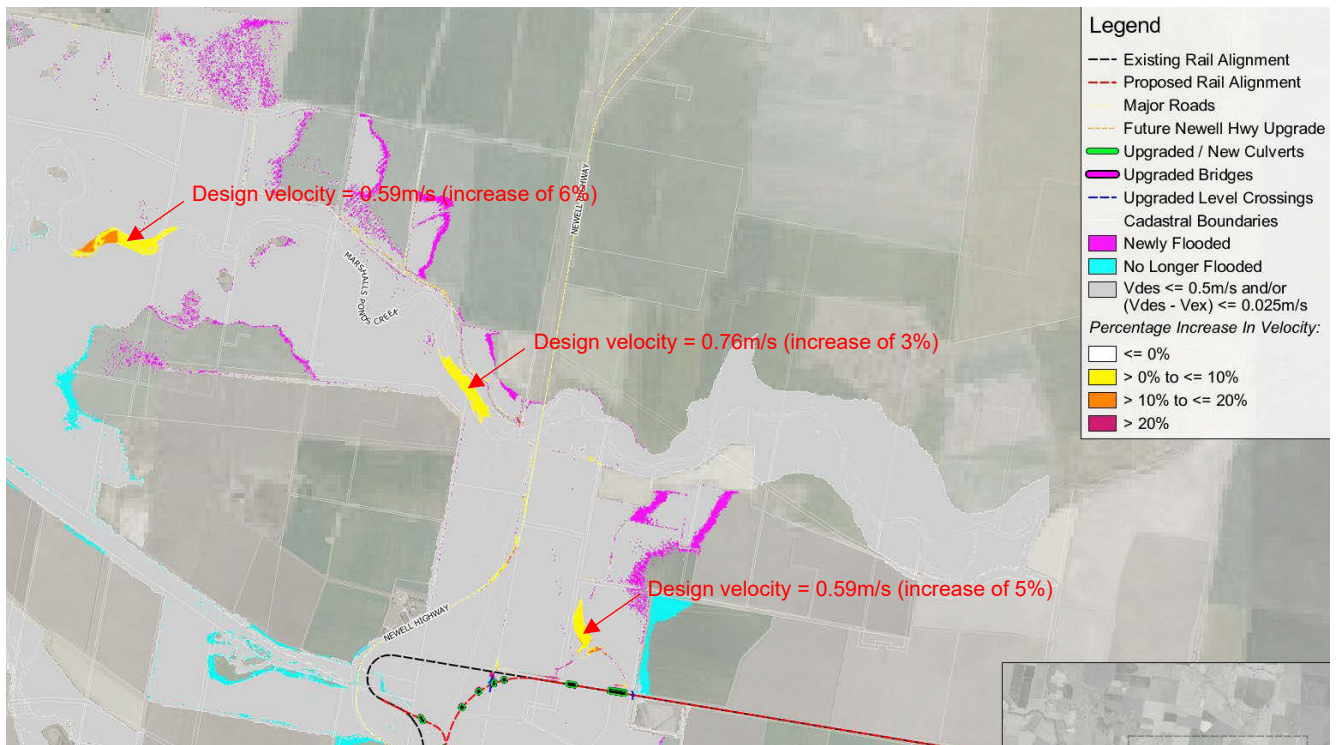 Legend
Existing Rail Alignment
Proposed Rail Alignment
Major Roads
Future Newell Hwy Upgrade
Upgraded / New Culverts
Upgraded Bridges
Upgraded Level Crossings
Cadastral Boundaries
Newly Flooded
No Longer Flooded
Vdes <= 0.5m/s and/or
(Vdes - Vex) <= 0.025m/s
Percentage Increase In Velocity:
<= 0%
> 0% to <= 10%
> 10% to <= 20%
> 20%
Design velocity = 0.59m/s (increase of 6%)
NEWELL HIGHWAY
MARSHALLS PONDS CREEK
Design velocity = 0.76m/s (increase of 3%)
Design velocity = 0.59m/s (increase of 5%)
NEWELL HIGHWAY